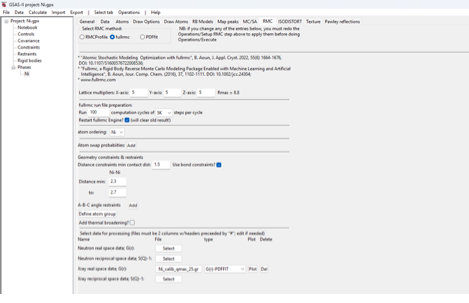 GSAS-II project: Ni.gpx
File Data Calculate Import Export Select tab Operations Help
Project: Ni.gpx
Notebook
Controls
Covariance
Constraints
Restraints
Rigid bodies
Phases
Ni
General Data Atoms Draw Options Draw Atoms RB Models Map peaks MC/SA RMC ISODISTORT Texture Pawley reflections
Select RMC method:
RMCProfile fullrmc PDFfit
NB: If you change any of the entries below, you must redo the
Operations/Setup RMC step above to apply them before doing
Operations/Execute
* "Atomic Stochastic Modeling & Optimization with fullrmc", B. Aoun, J. Appl. Cryst. 2022, 55(6) 1664-1676,
DOI: 10.1107/S1600576722008536.
* "Fullrmc, a Rigid Body Reverse Monte Carlo Modeling Package Enabled with Machine Learning and Artificial
Intelligence", B. Aoun, Jour. Comp. Chem. (2016), 37, 1102-1111. DOI: 10.1002/jcc.24304;
* www.fullrmc.com
Lattice multipliers: X-axis: 5 Y-axis: 5 Z-axis: 5 Rmax = 8.8
fullrmc run file preparation:
Run 100 computation cycles of 5K steps per cycle
Restart fullrmc Engine? (will clear old result!)
atom ordering: Ni
Atom swap probabilities: Add
Geometry constraints & restraints
Distance constraints min contact dist: 1.5 Use bond constraints?
Ni-Ni
Distance min: 2.3
to: 2.7
A-B-C angle restraints Add
Define atom group
Add thermal broadening?
Select data for processing (files must be 2 columns w/headers preceeded by "#"; edit if needed)
Name File type Plot Delete
Neutron real space data; G(r): Select
Neutron reciprocal space data; S(Q)-1: Select
Xray real space data; G(r): Ni_calib_qmax_25.gr G(r)-PDFFIT Plot Del
Xray reciprocal space data; S(Q)-1: Select